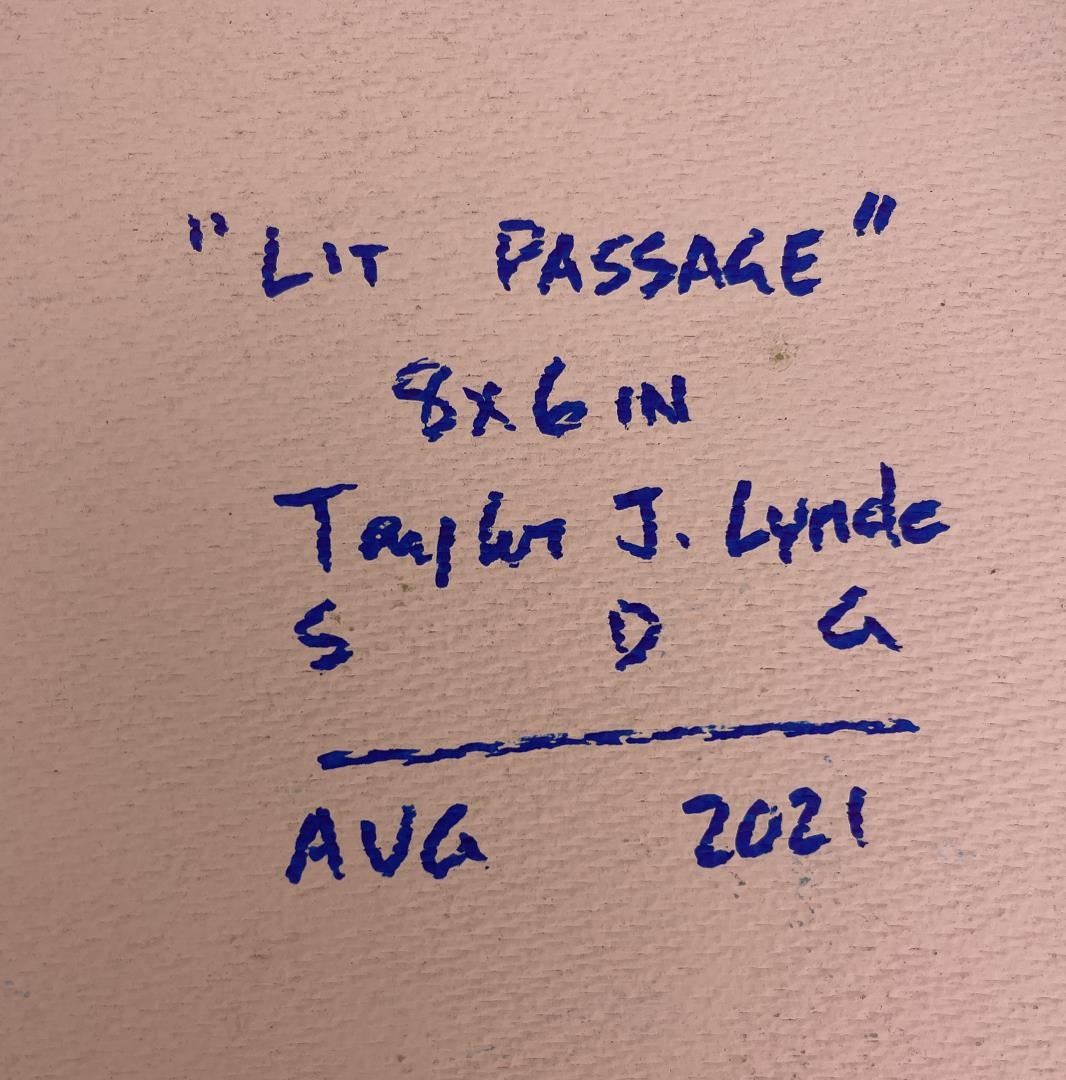 "LIT PASSAGE"
8x6 IN
Taylor J. Lynde
S D G
AUG 2021